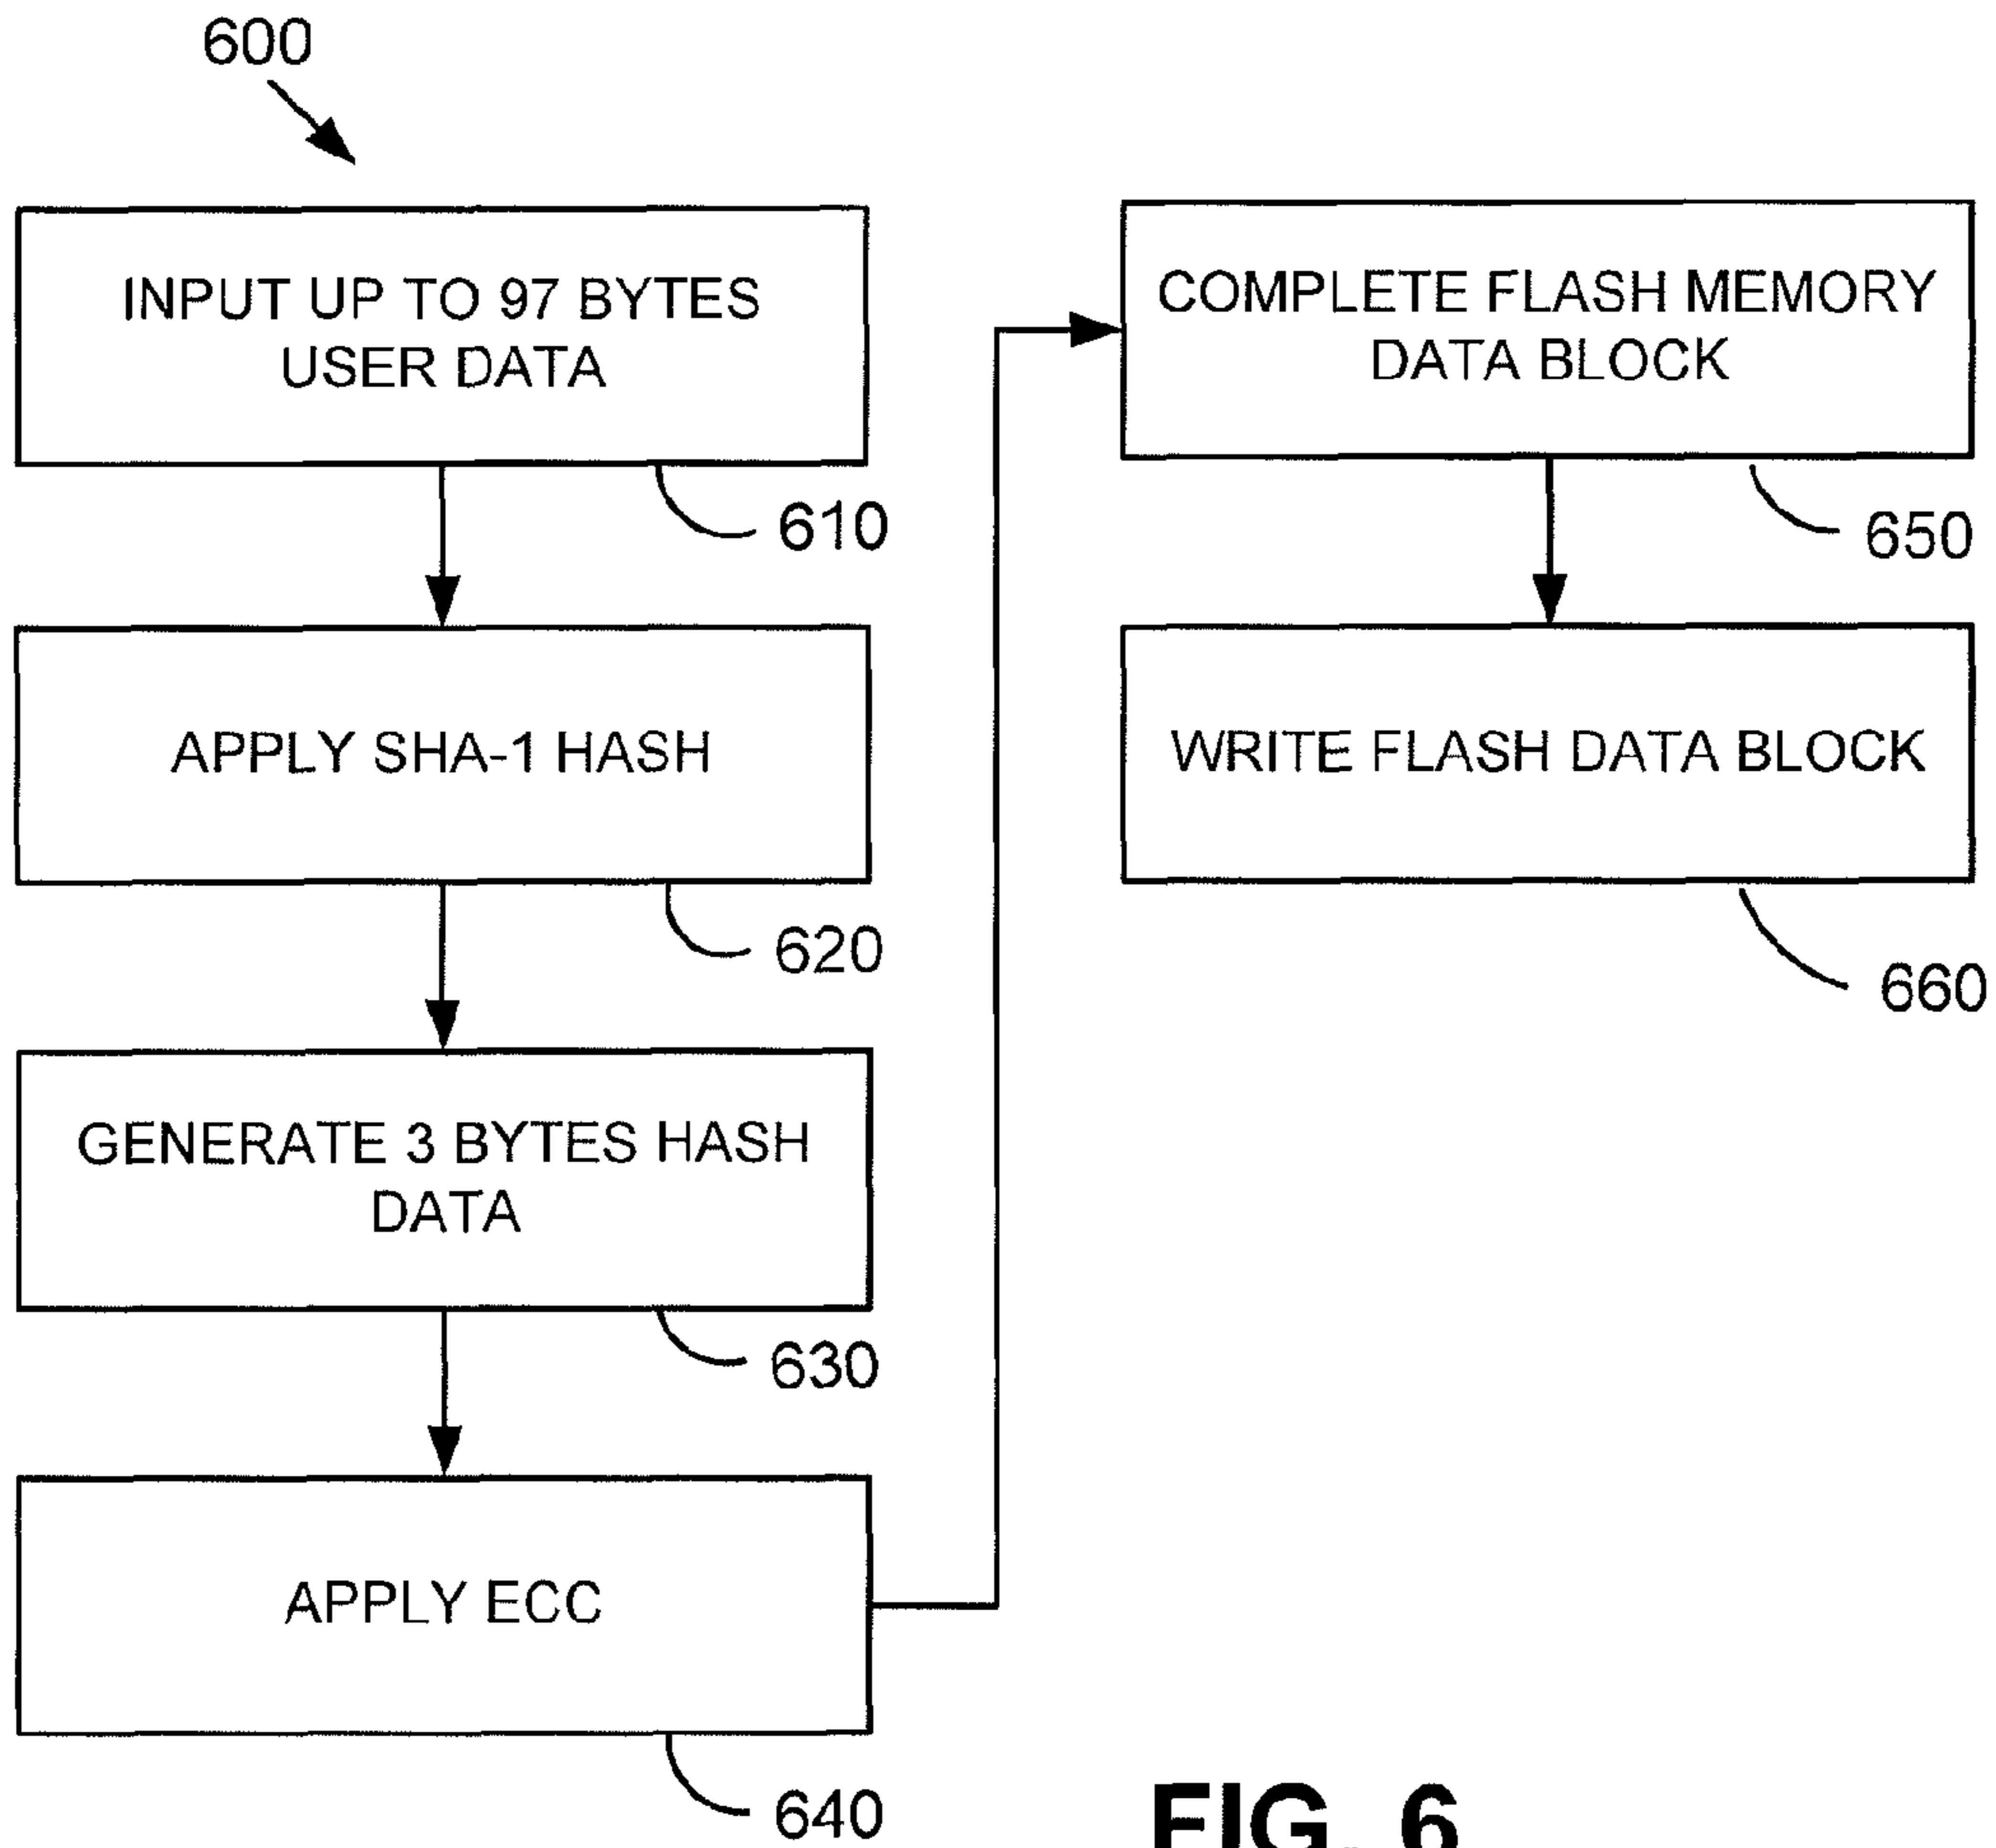 600
INPUT UP TO 97 BYTES
USER DATA
610
APPLY SHA-1 HASH
620
GENERATE 3 BYTES HASH
DATA
630
APPLY ECC
640
COMPLETE FLASH MEMORY
DATA BLOCK
650
WRITE FLASH DATA BLOCK
660
FIG. 6